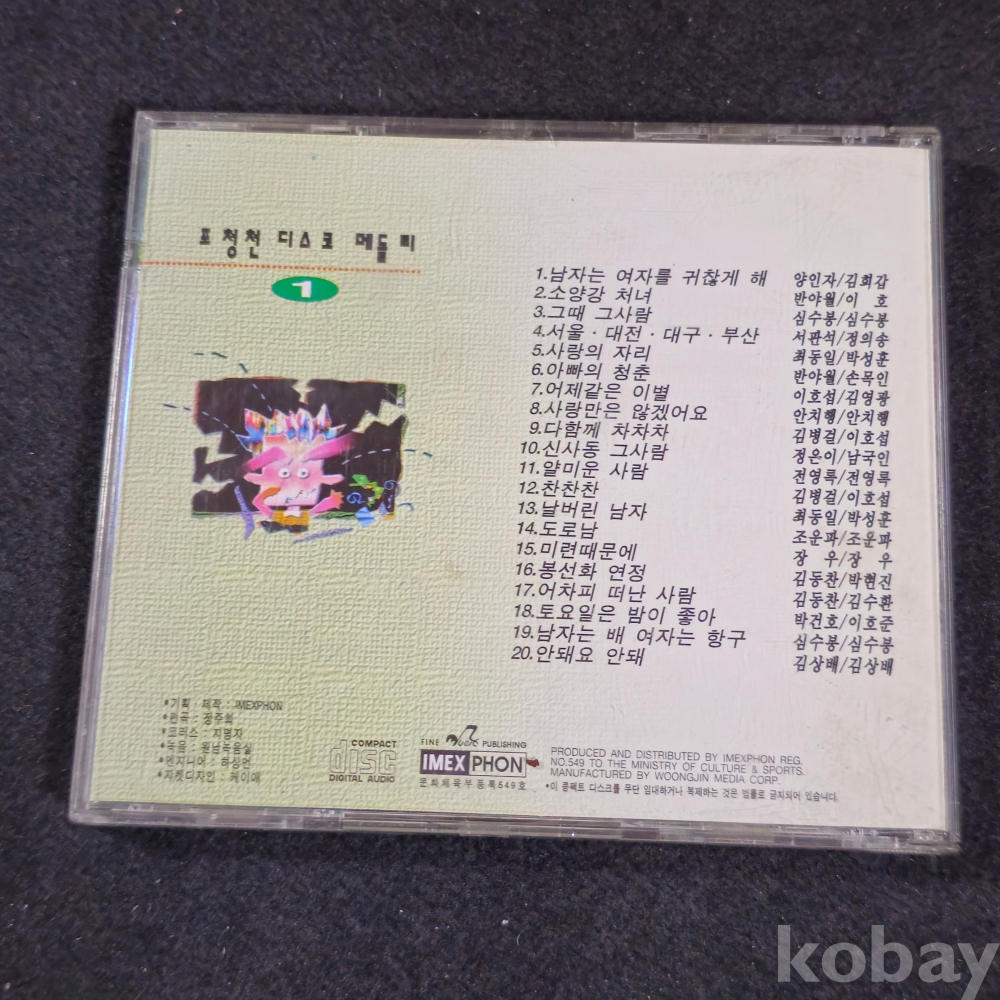 포청천 디스코 메들리
1
1.남자는 여자를 귀찮게 해 양인자/김희갑
2.소양강 처녀 반야월/이 호
3.그때 그사람 심수봉/심수봉
4.서울·대전·대구·부산 서판석/정의송
5.사랑의 자리 최동일/박성훈
6.아빠의 청춘 반야월/손목인
7.어제같은 이별 이호섭/김영광
8.사랑만은 않겠어요 안치행/안치행
9.다함께 차차차 김병걸/이호섭
10.신사동 그사람 정은이/남국인
11.얄미운 사람 전영록/전영록
12.찬찬찬 김병걸/이호섭
13.날버린 남자 최동일/박성훈
14.도로남 조운파/조운파
15.미련때문에 장 우/장 우
16.봉선화 연정 김동찬/박현진
17.어차피 떠난 사람 김동찬/김수환
18.토요일은 밤이 좋아 박건호/이호준
19.남자는 배 여자는 항구 심수봉/심수봉
20.안돼요 안돼 김상배/김상배
*기획·제작 : IMEXPHON
*편곡 : 정주희
*코러스 : 지명자
*녹음 : 원남녹음실
*엔지니어 : 하상언
*자켓디자인 : 케이애
COMPACT
disc
DIGITAL AUDIO
FINE PUBLISHING
IMEXPHON
문화체육부등록549호
PRODUCED AND DISTRIBUTED BY IMEXPHON REG.
NO.549 TO THE MINISTRY OF CULTURE & SPORTS.
MANUFACTURED BY WOONGJIN MEDIA CORP.
*이 콤팩트 디스크를 무단 임대하거나 복제하는 것은 법률로 금지되어 있습니다.
kobay